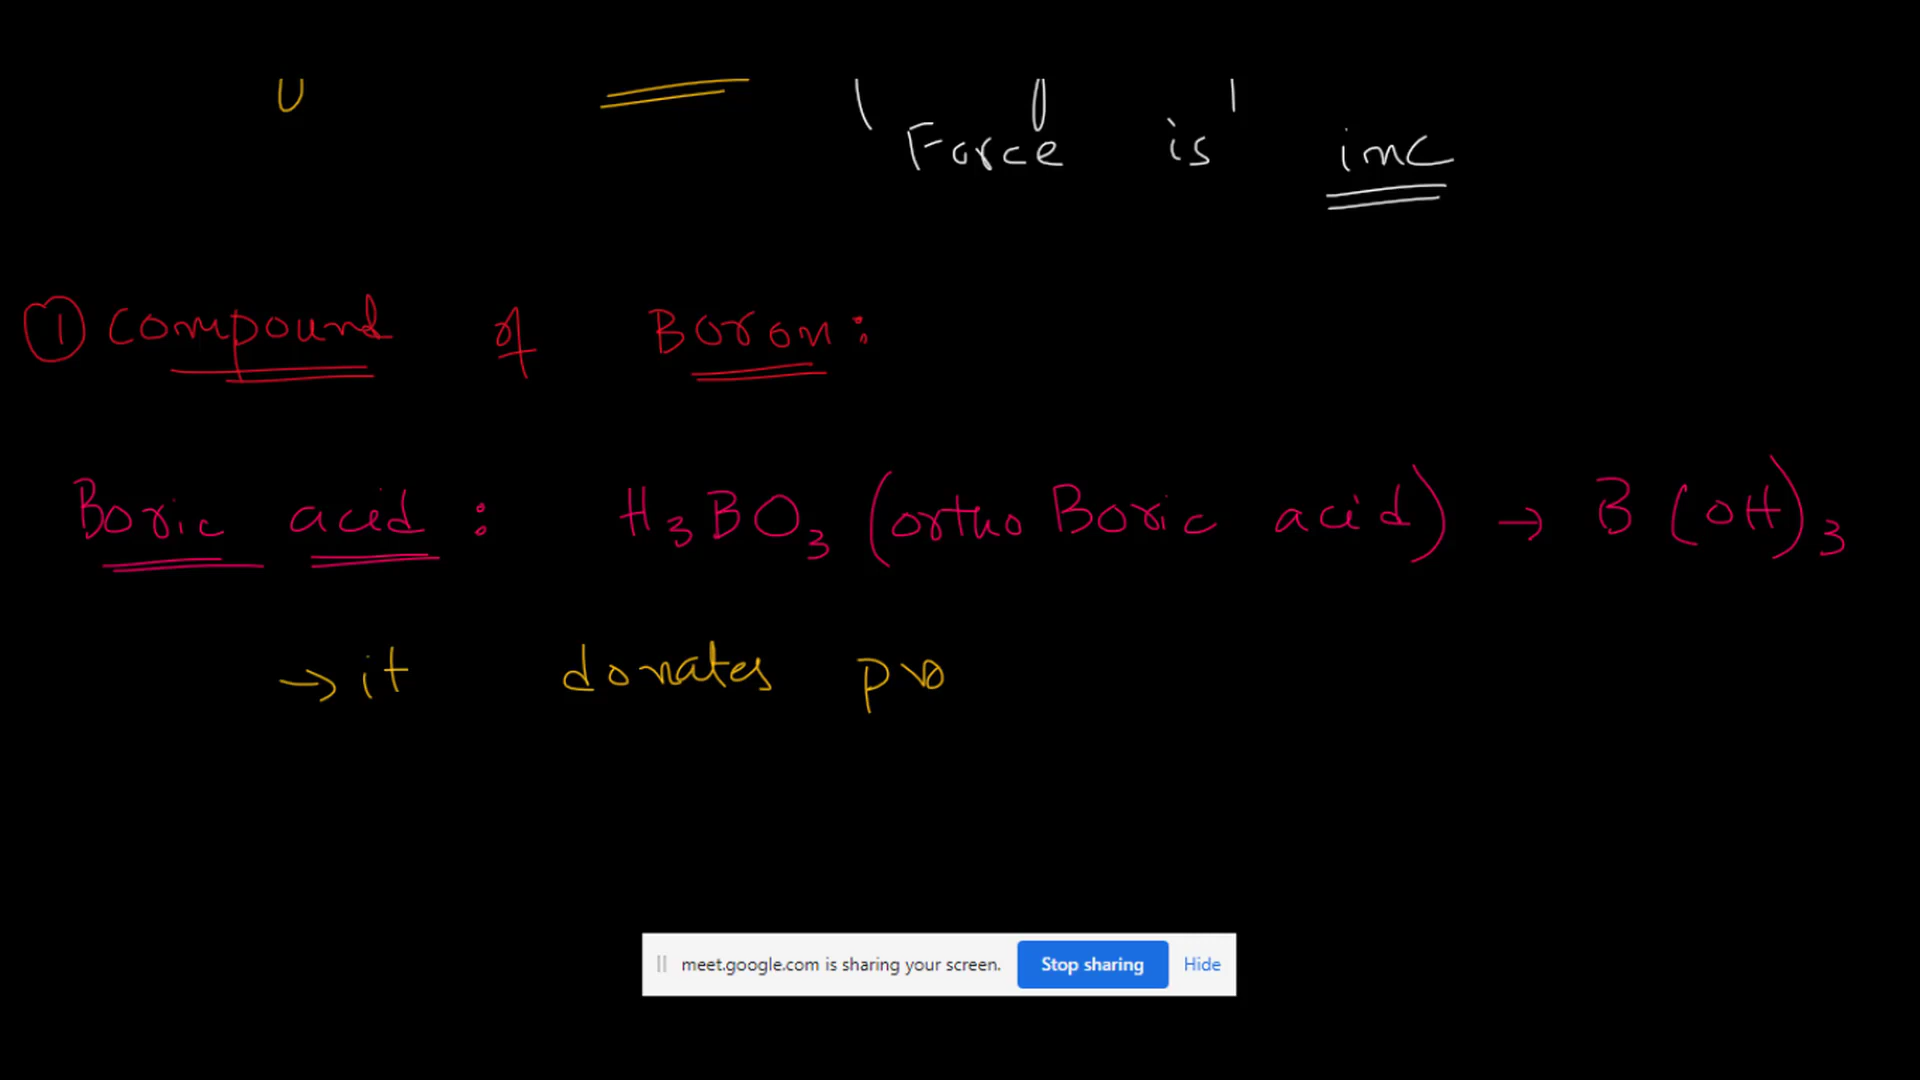 Force is inc
① Compound of Boron:
Boric acid : H₃BO₃ (ortho Boric acid) → B(OH)₃
→ it donates pro
meet.google.com is sharing your screen. Stop sharing Hide